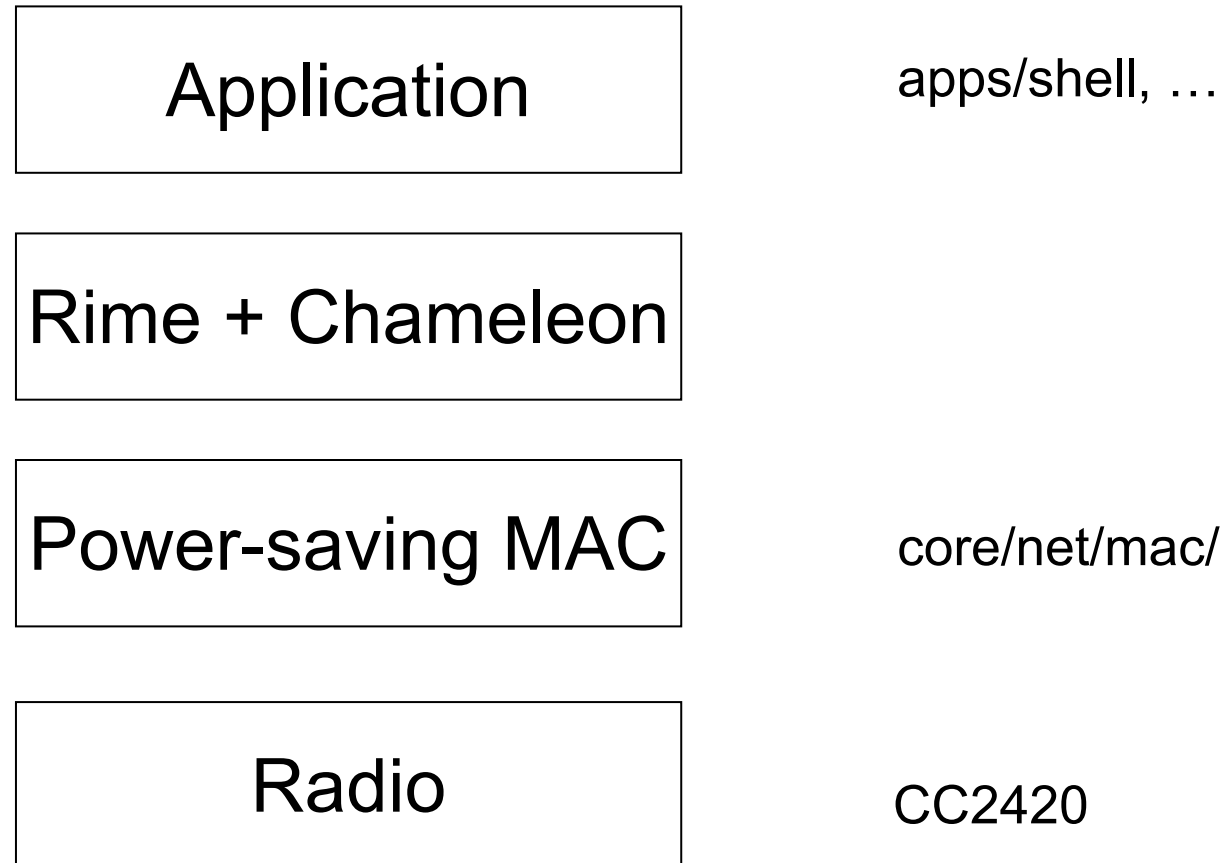 Application
apps/shell, …
Rime + Chameleon
Power-saving MAC
core/net/mac/
Radio
CC2420